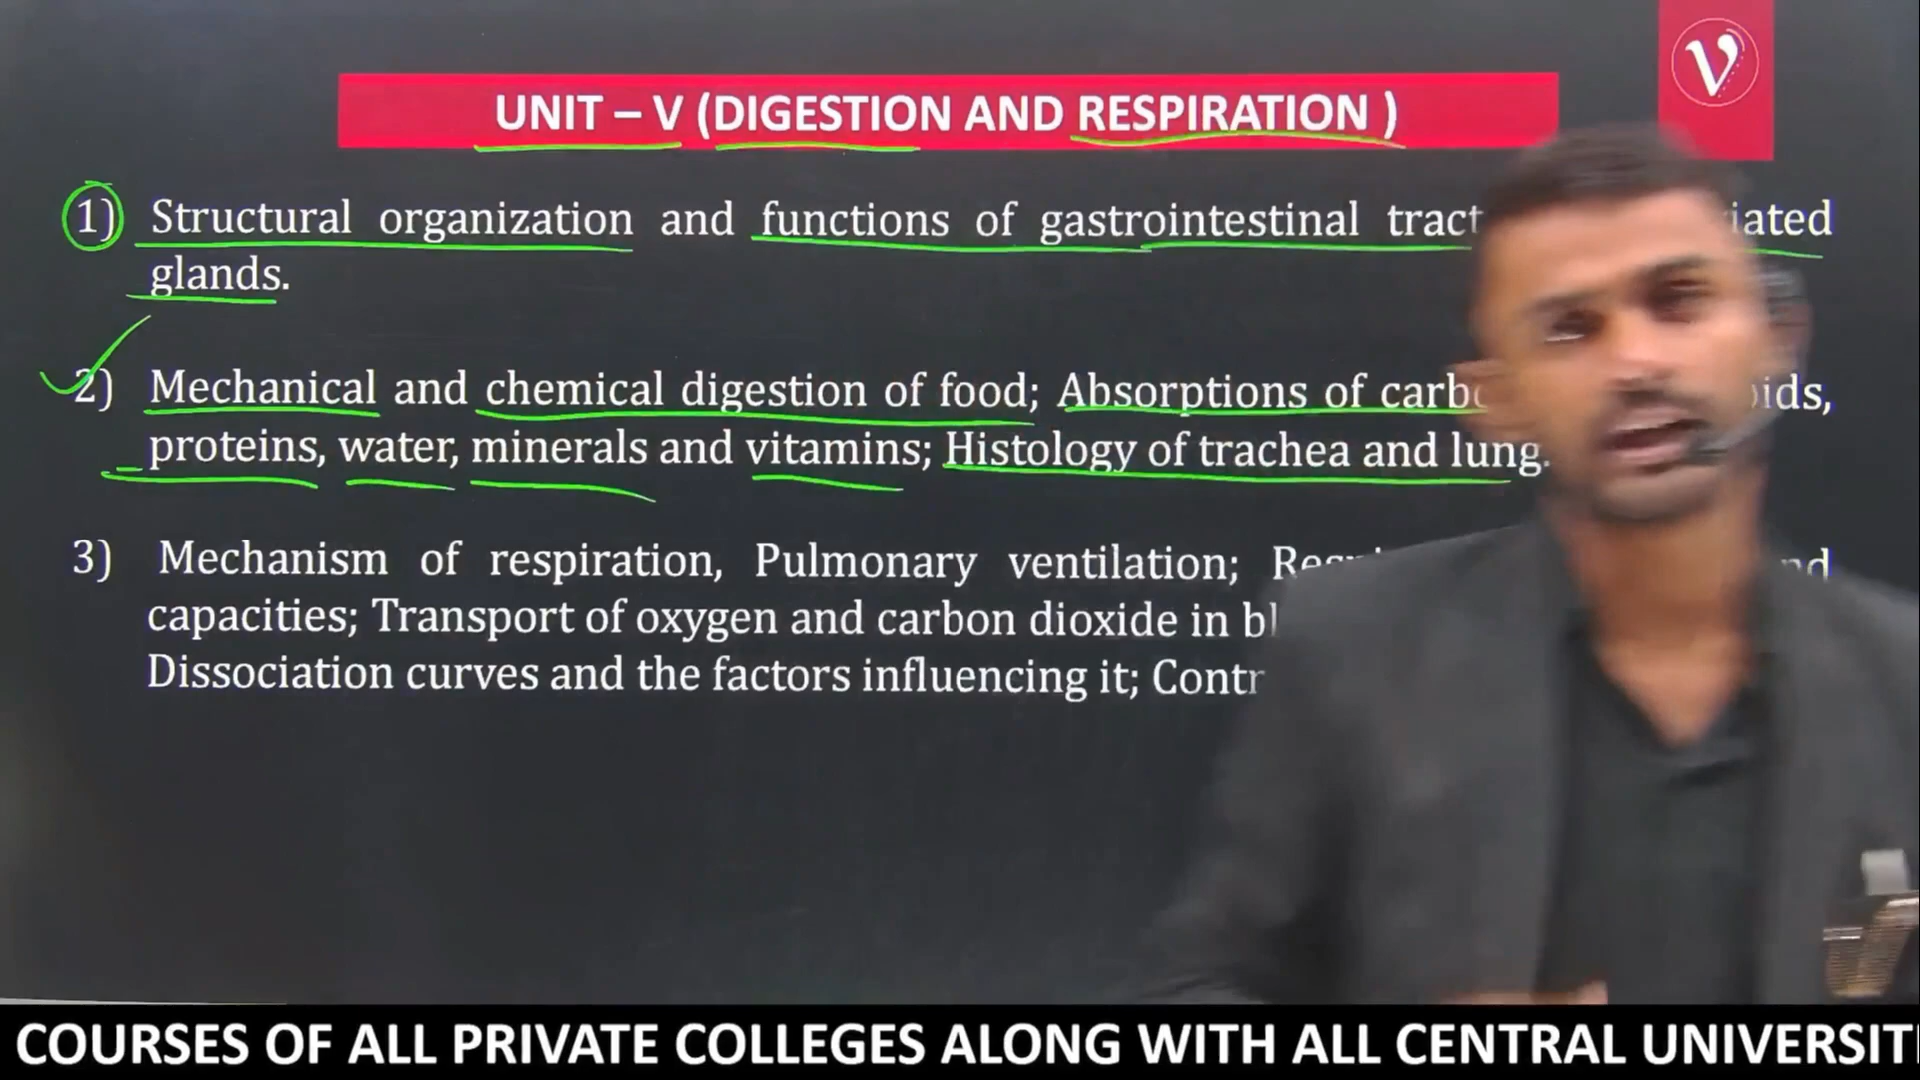 V
UNIT – V (DIGESTION AND RESPIRATION )
1) Structural organization and functions of gastrointestinal tract
glands.
2) Mechanical and chemical digestion of food; Absorptions of
proteins, water, minerals and vitamins; Histology of trachea and lung.
3) Mechanism of respiration, Pulmonary ventilation;
capacities; Transport of oxygen and carbon dioxide in
Dissociation curves and the factors influencing it;
COURSES OF ALL PRIVATE COLLEGES ALONG WITH ALL CENTRAL